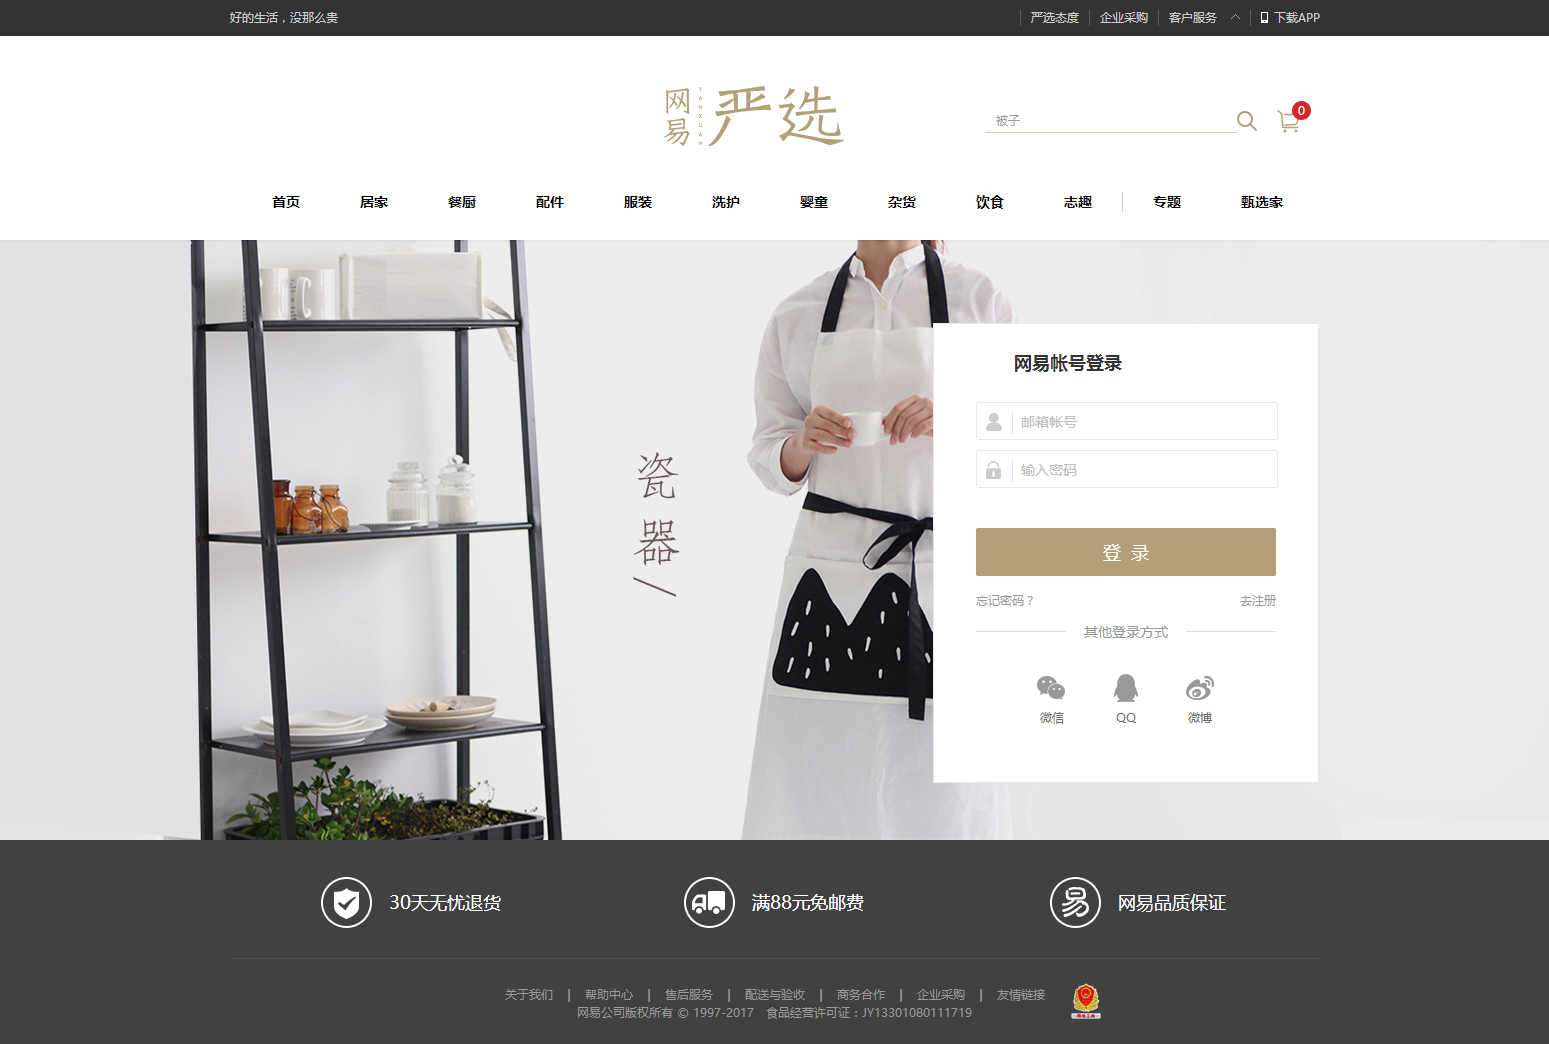 好的生活，没那么贵
严选态度 企业采购 客户服务 下载APP
网易 YANXUAN 严选
被子
0
首页 居家 餐厨 配件 服装 洗护 婴童 杂货 饮食 志趣 专题 甄选家
瓷器/
网易帐号登录
邮箱帐号
输入密码
登 录
忘记密码？ 去注册
其他登录方式
微信 QQ 微博
30天无忧退货 满88元免邮费 易 网易品质保证
关于我们 | 帮助中心 | 售后服务 | 配送与验收 | 商务合作 | 企业采购 | 友情链接
网易公司版权所有 © 1997-2017 食品经营许可证：JY13301080111719